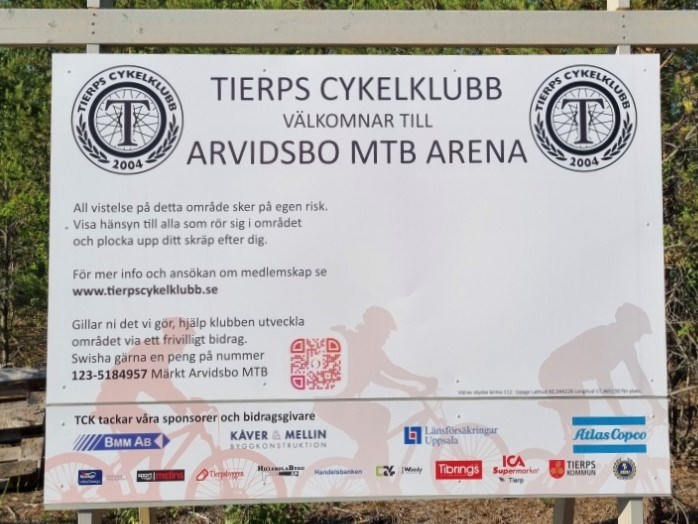 TIERPS CYKELKLUBB
2004
TIERPS CYKELKLUBB
VÄLKOMNAR TILL
ARVIDSBO MTB ARENA
TIERPS CYKELKLUBB
2004
All vistelse på detta område sker på egen risk.
Visa hänsyn till alla som rör sig i området
och plocka upp ditt skräp efter dig.
För mer info och ansökan om medlemskap se
www.tierpscykelklubb.se
Gillar ni det vi gör, hjälp klubben utveckla
området via ett frivilligt bidrag.
Swisha gärna en peng på nummer
123-5184957 Märkt Arvidsbo MTB
TCK tackar våra sponsorer och bidragsgivare
BMM AB
KÅVER & MELLIN
BYGGKONSTRUKTION
Länsförsäkringar
Uppsala
Atlas Copco
Tierpsbyggen
Handelsbanken
Tibrings
ICA
Supermarket
Tierp
TIERPS
KOMMUN